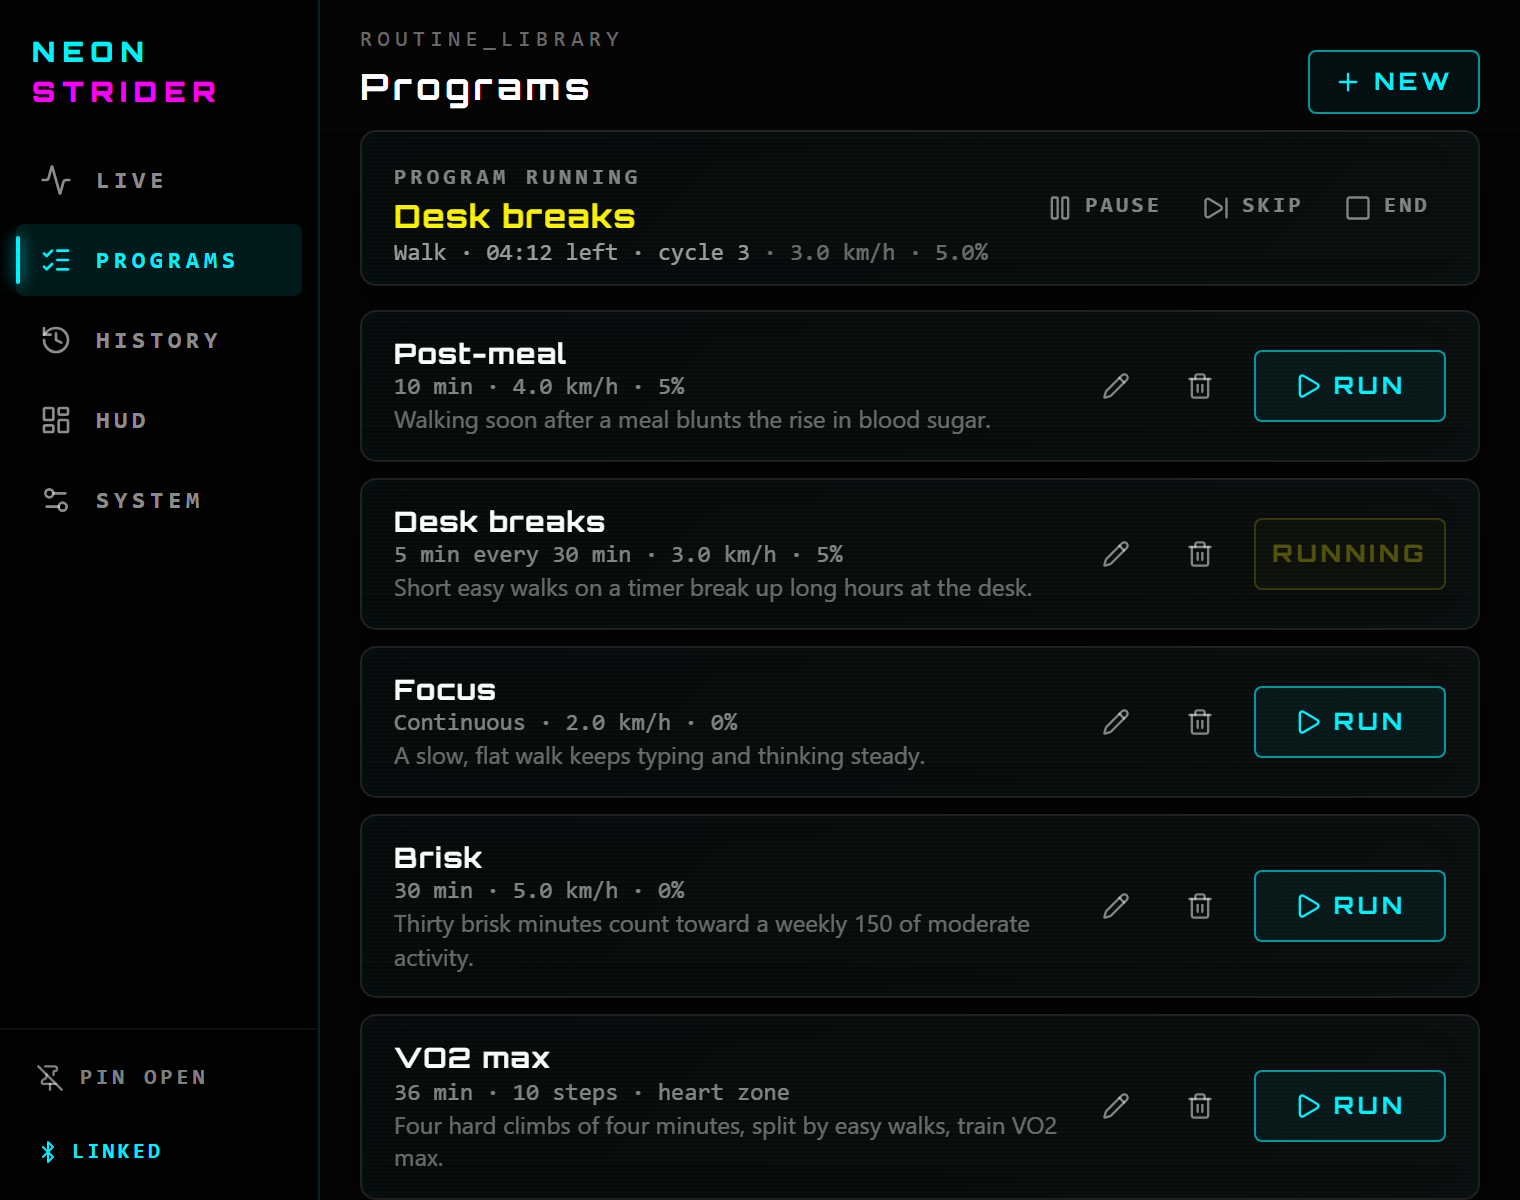 NEON
STRIDER
LIVE
PROGRAMS
HISTORY
HUD
SYSTEM
PIN OPEN
LINKED
ROUTINE_LIBRARY
Programs
+ NEW
PROGRAM RUNNING
Desk breaks
Walk · 04:12 left · cycle 3 · 3.0 km/h · 5.0%
PAUSE SKIP END
Post-meal
10 min · 4.0 km/h · 5%
Walking soon after a meal blunts the rise in blood sugar.
RUN
Desk breaks
5 min every 30 min · 3.0 km/h · 5%
Short easy walks on a timer break up long hours at the desk.
RUNNING
Focus
Continuous · 2.0 km/h · 0%
A slow, flat walk keeps typing and thinking steady.
RUN
Brisk
30 min · 5.0 km/h · 0%
Thirty brisk minutes count toward a weekly 150 of moderate
activity.
RUN
VO2 max
36 min · 10 steps · heart zone
Four hard climbs of four minutes, split by easy walks, train VO2
max.
RUN